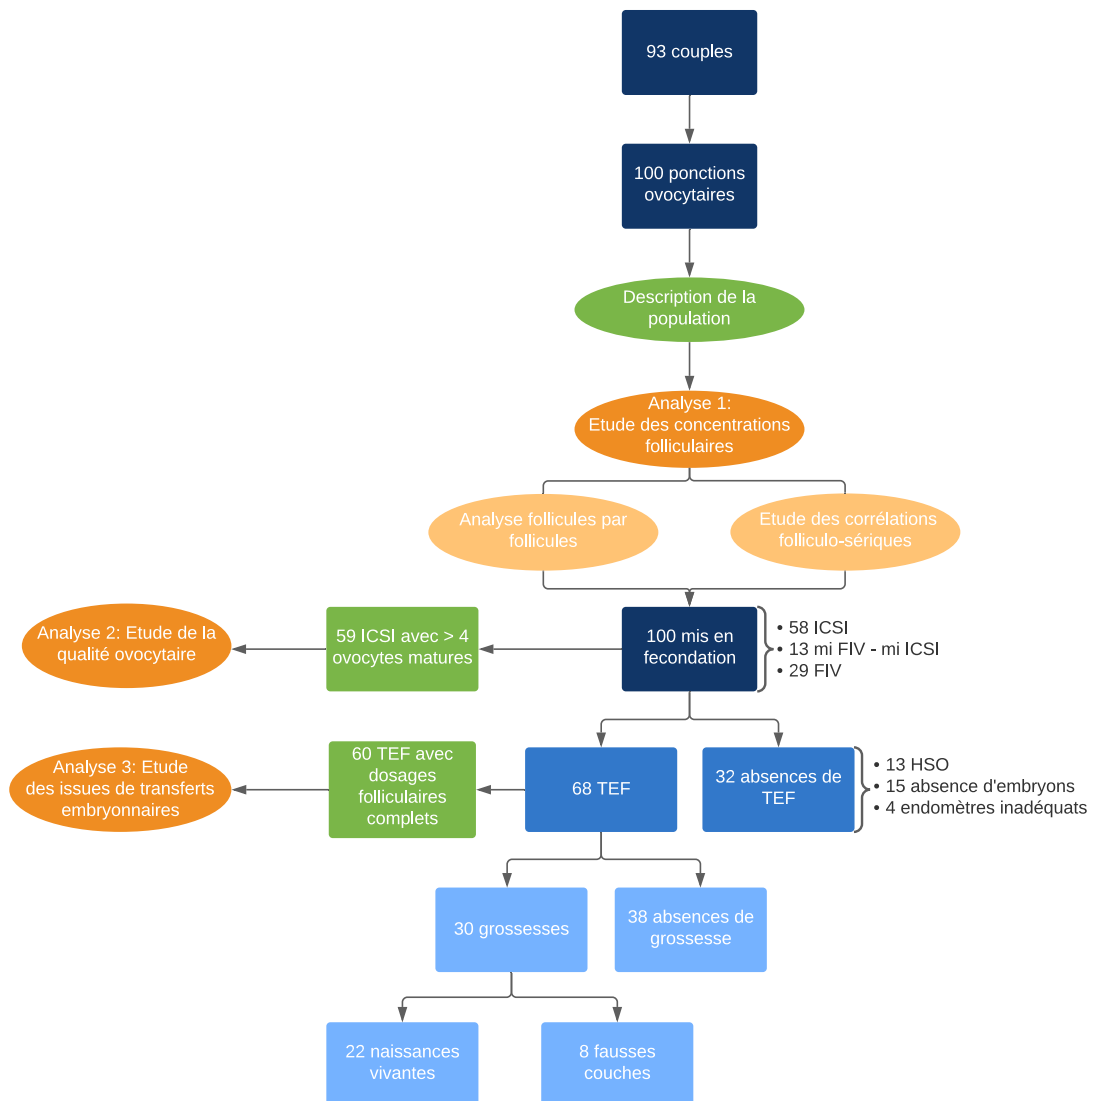 93 couples
100 ponctions
ovocytaires
Description de la
population
Analyse 1:
Etude des concentrations
folliculaires
Analyse follicules par
follicules
Etude des corrélations
folliculo-sériques
Analyse 2: Etude de la
qualité ovocytaire
59 ICSI avec > 4
ovocytes matures
100 mis en
fecondation
• 58 ICSI
• 13 mi FIV - mi ICSI
• 29 FIV
Analyse 3: Etude
des issues de transferts
embryonnaires
60 TEF avec
dosages
folliculaires
complets
68 TEF
32 absences de
TEF
• 13 HSO
• 15 absence d'embryons
• 4 endomètres inadéquats
30 grossesses
38 absences de
grossesse
22 naissances
vivantes
8 fausses
couches